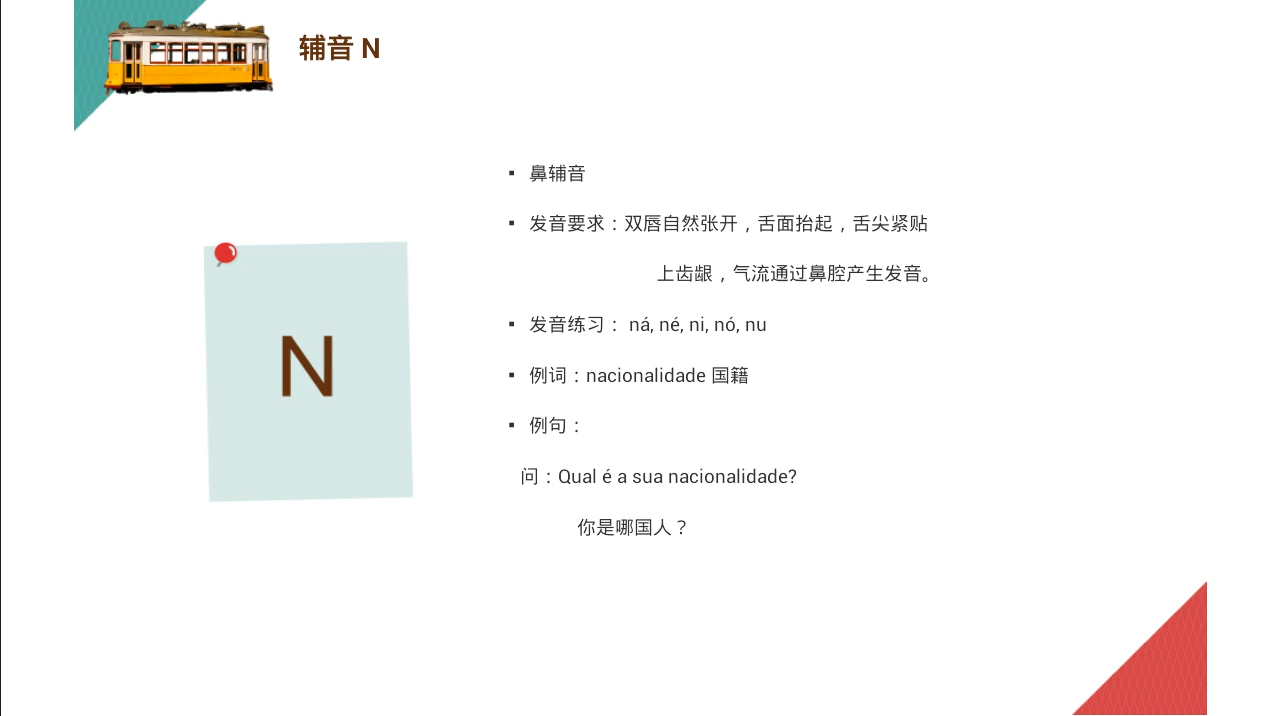 辅音 N
▪ 鼻辅音
▪ 发音要求：双唇自然张开，舌面抬起，舌尖紧贴
上齿龈，气流通过鼻腔产生发音。
N
▪ 发音练习： ná, né, ni, nó, nu
▪ 例词：nacionalidade 国籍
▪ 例句：
问：Qual é a sua nacionalidade?
你是哪国人？